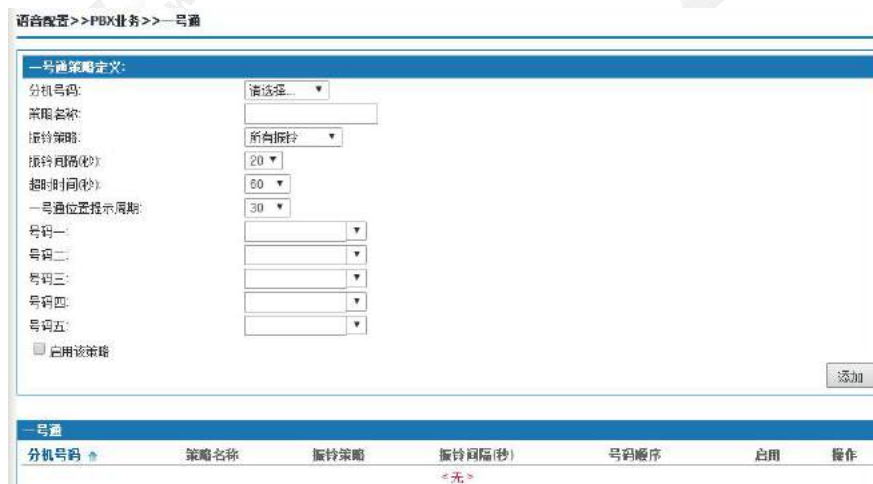 语音配置>>PBX业务>>一号通
一号通策略定义:
分机号码: 请选择...
策略名称:
振铃策略: 所有振铃
振铃间隔(秒): 20
超时时间(秒): 60
一号通位置提示周期: 30
号码一:
号码二:
号码三:
号码四:
号码五:
启用该策略
添加
一号通
分机号码 策略名称 振铃策略 振铃间隔(秒) 号码顺序 启用 操作
<无>